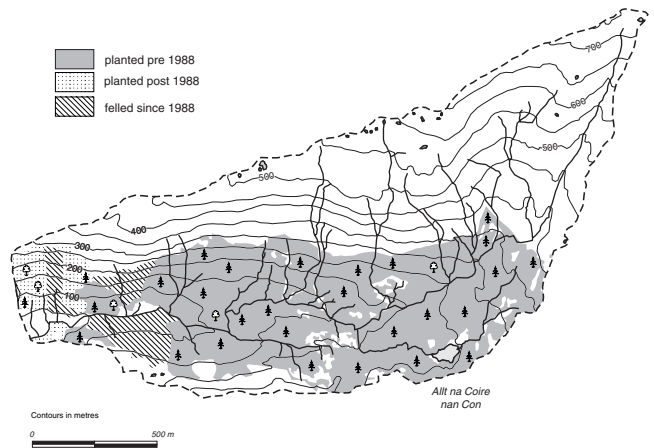 planted pre 1988
planted post 1988
felled since 1988
700
600
500
500
400
300
200
100
Allt na Coire
nan Con
Contours in metres
0 500 m